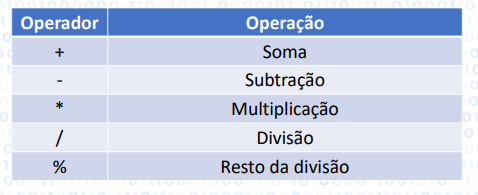 Operador Operação
+ Soma
- Subtração
* Multiplicação
/ Divisão
% Resto da divisão